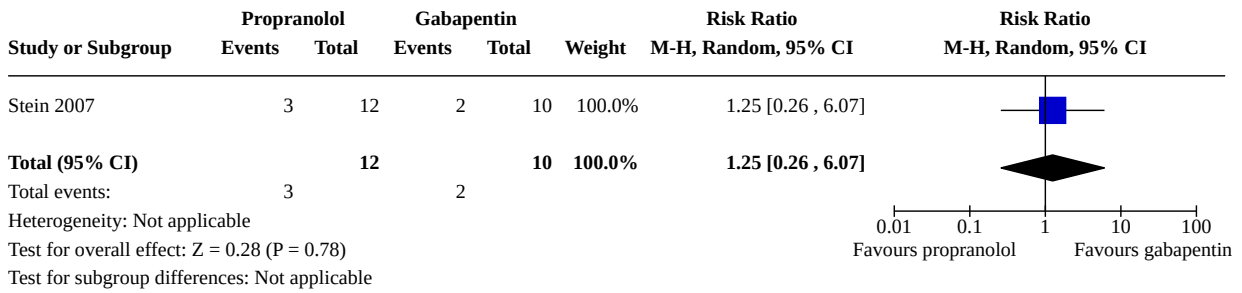 Propranolol Gabapentin Risk Ratio Risk Ratio
Study or Subgroup Events Total Events Total Weight M-H, Random, 95% CI M-H, Random, 95% CI
Stein 2007 3 12 2 10 100.0% 1.25 [0.26 , 6.07]
Total (95% CI) 12 10 100.0% 1.25 [0.26 , 6.07]
Total events: 3 2
Heterogeneity: Not applicable
0.01 0.1 1 10 100
Test for overall effect: Z = 0.28 (P = 0.78) Favours propranolol Favours gabapentin
Test for subgroup differences: Not applicable